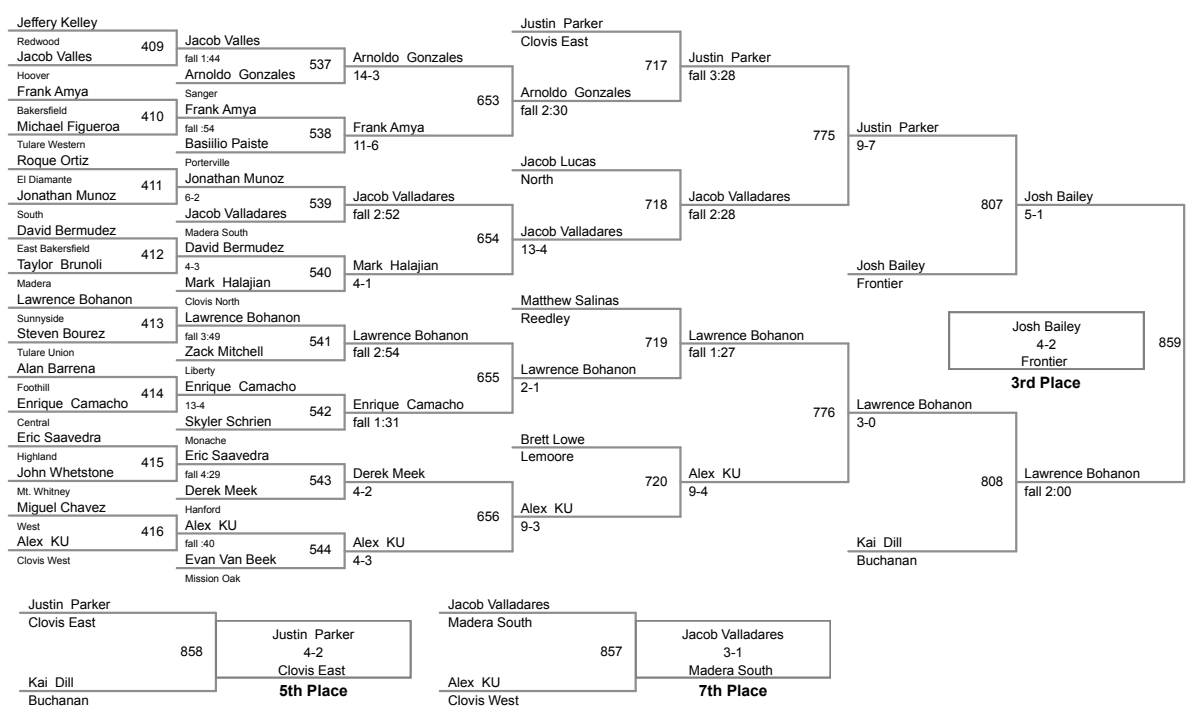 Jeffery Kelley
Redwood
409
Jacob Valles
Hoover
Frank Amya
Bakersfield
410
Michael Figueroa
Tulare Western
Roque Ortiz
El Diamante
411
Jonathan Munoz
South
David Bermudez
East Bakersfield
412
Taylor Brunoli
Madera
Lawrence Bohanon
Sunnyside
413
Steven Bourez
Tulare Union
Alan Barrena
Foothill
414
Enrique Camacho
Central
Eric Saavedra
Highland
415
John Whetstone
Mt. Whitney
Miguel Chavez
West
416
Alex KU
Clovis West
Jacob Valles
fall 1:44
537
Arnoldo Gonzales
Sanger
Frank Amya
fall :54
538
Basiilio Paiste
Porterville
Jonathan Munoz
6-2
539
Jacob Valladares
Madera South
David Bermudez
4-3
540
Mark Halajian
Clovis North
Lawrence Bohanon
fall 3:49
541
Zack Mitchell
Liberty
Enrique Camacho
13-4
542
Skyler Schrien
Monache
Eric Saavedra
fall 4:29
543
Derek Meek
Hanford
Alex KU
fall :40
544
Evan Van Beek
Mission Oak
Arnoldo Gonzales
14-3
653
Frank Amya
11-6
Jacob Valladares
fall 2:52
654
Mark Halajian
4-1
Lawrence Bohanon
fall 2:54
655
Enrique Camacho
fall 1:31
Derek Meek
4-2
656
Alex KU
4-3
Justin Parker
Clovis East
717
Arnoldo Gonzales
fall 2:30
Jacob Lucas
North
718
Jacob Valladares
13-4
Matthew Salinas
Reedley
719
Lawrence Bohanon
2-1
Brett Lowe
Lemoore
720
Alex KU
9-3
Justin Parker
fall 3:28
775
Jacob Valladares
fall 2:28
Lawrence Bohanon
fall 1:27
776
Alex KU
9-4
Justin Parker
9-7
807
Josh Bailey
Frontier
Lawrence Bohanon
3-0
808
Kai Dill
Buchanan
Josh Bailey
5-1
859
Lawrence Bohanon
fall 2:00
Josh Bailey
4-2
Frontier
3rd Place
Justin Parker
Clovis East
858
Kai Dill
Buchanan
Justin Parker
4-2
Clovis East
5th Place
Jacob Valladares
Madera South
857
Alex KU
Clovis West
Jacob Valladares
3-1
Madera South
7th Place